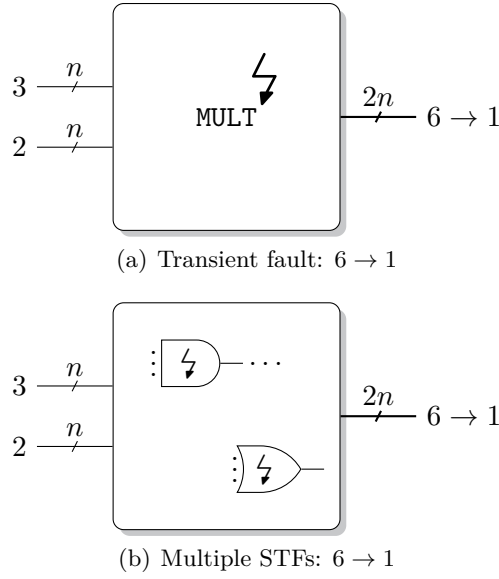 n
3
n
2
MULT
2n
6 → 1
(a) Transient fault: 6 → 1
n
3
n
2
2n
6 → 1
(b) Multiple STFs: 6 → 1